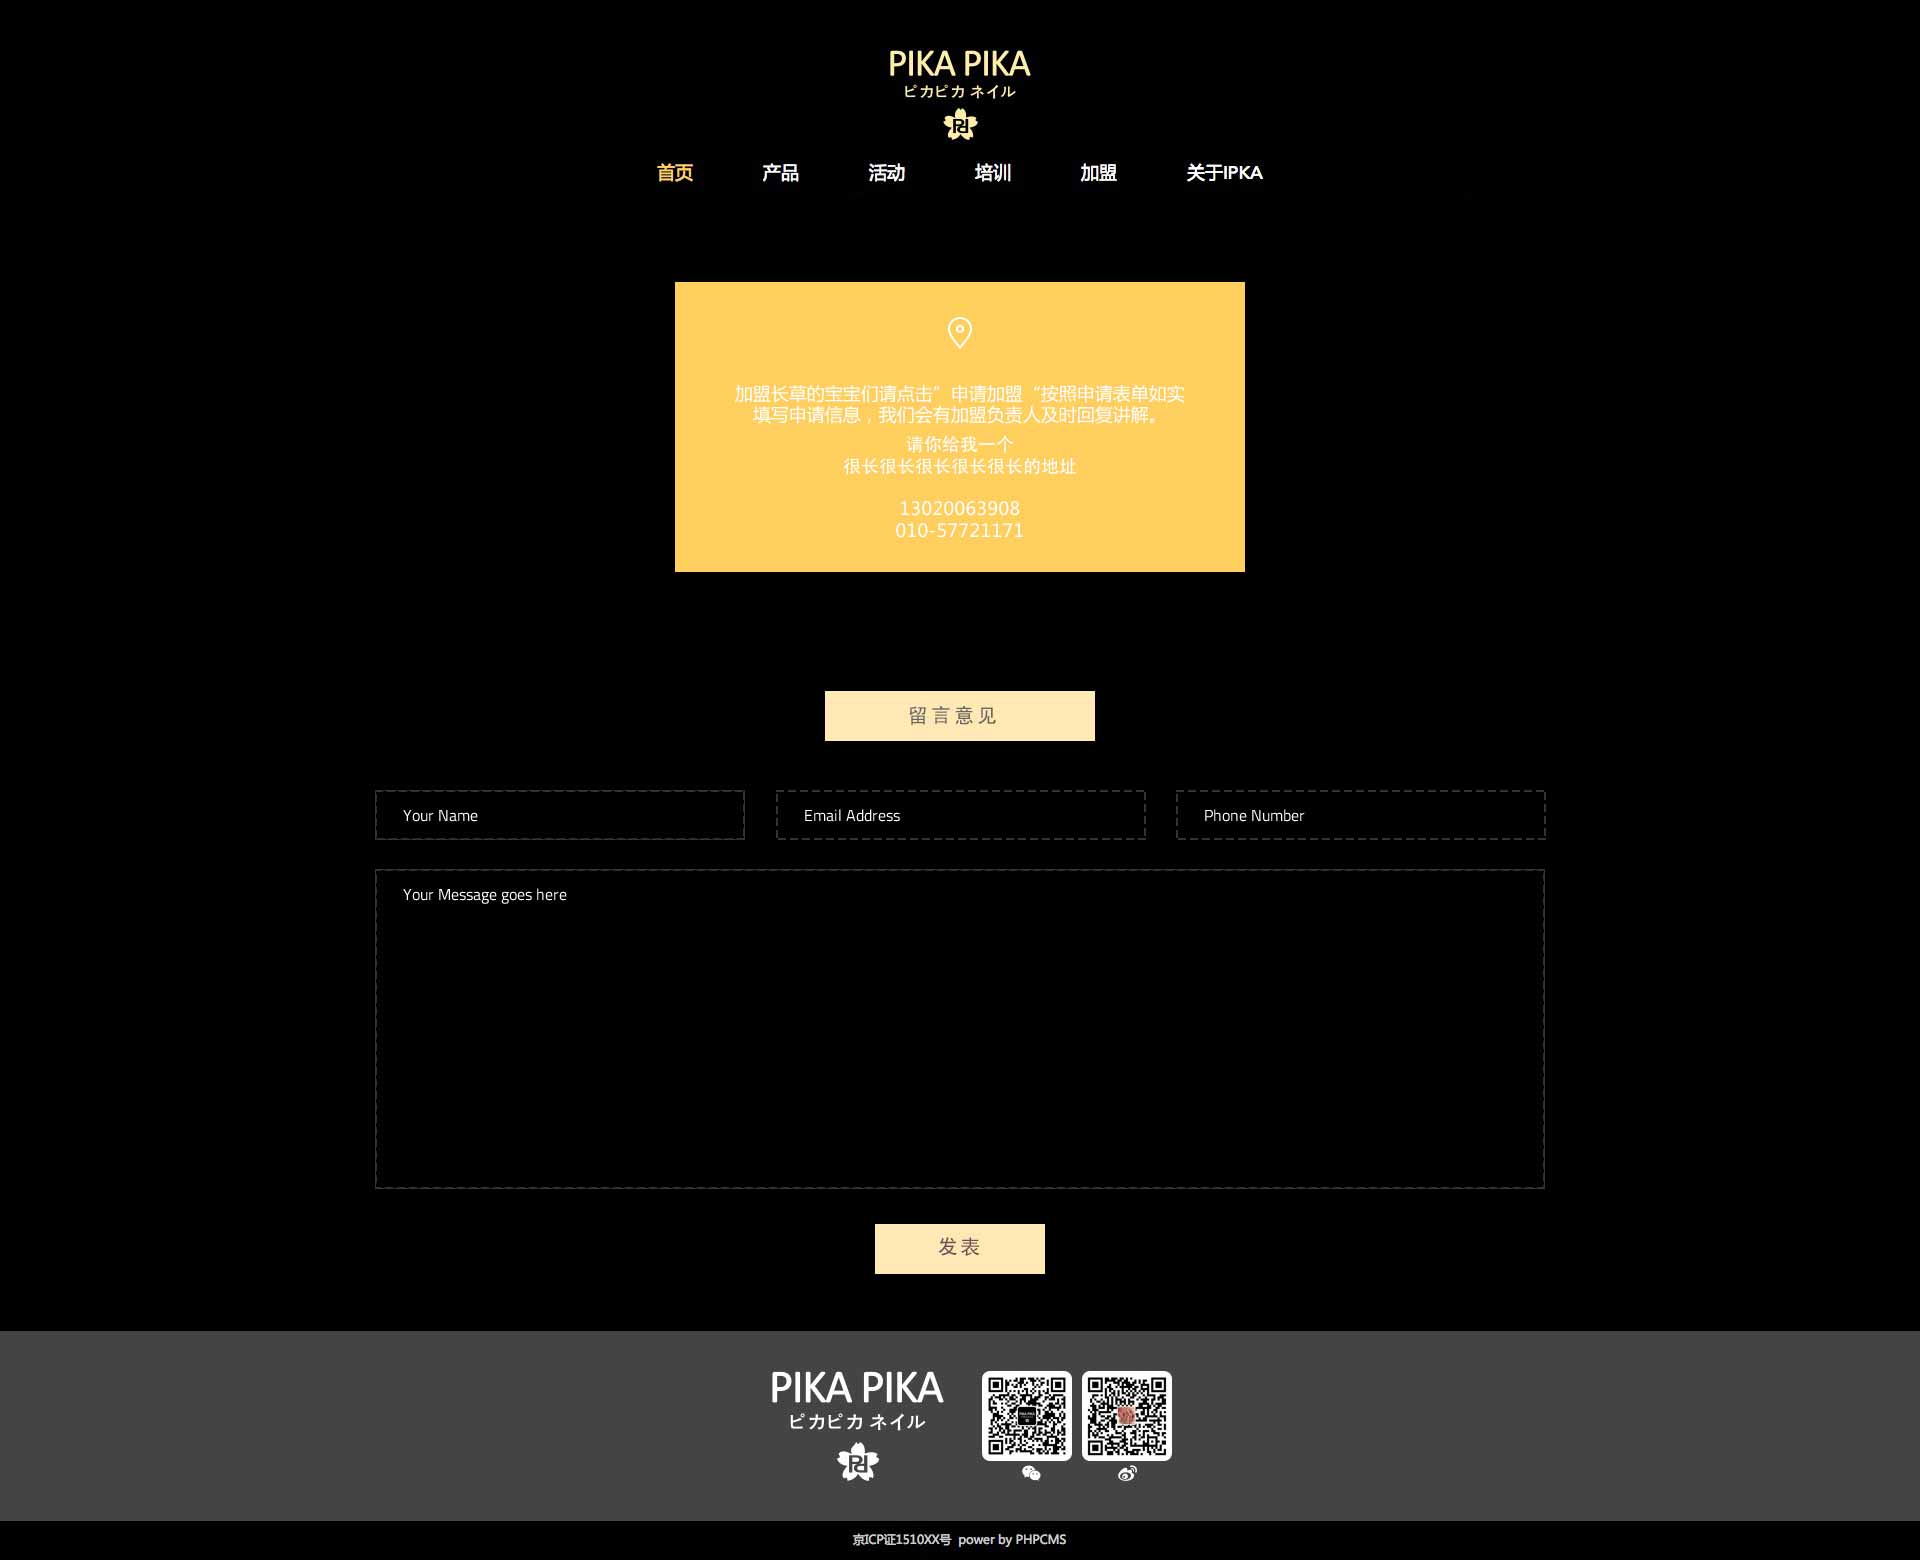 PIKA PIKA
ピカピカ ネイル
首页 产品 活动 培训 加盟 关于IPKA
加盟长草的宝宝们请点击”申请加盟“按照申请表单如实
填写申请信息，我们会有加盟负责人及时回复讲解。
请你给我一个
很长很长很长很长很长的地址
13020063908
010-57721171
留言意见
Your Name
Email Address
Phone Number
Your Message goes here
发表
PIKA PIKA
ピカピカ ネイル
京ICP证1510XX号 power by PHPCMS